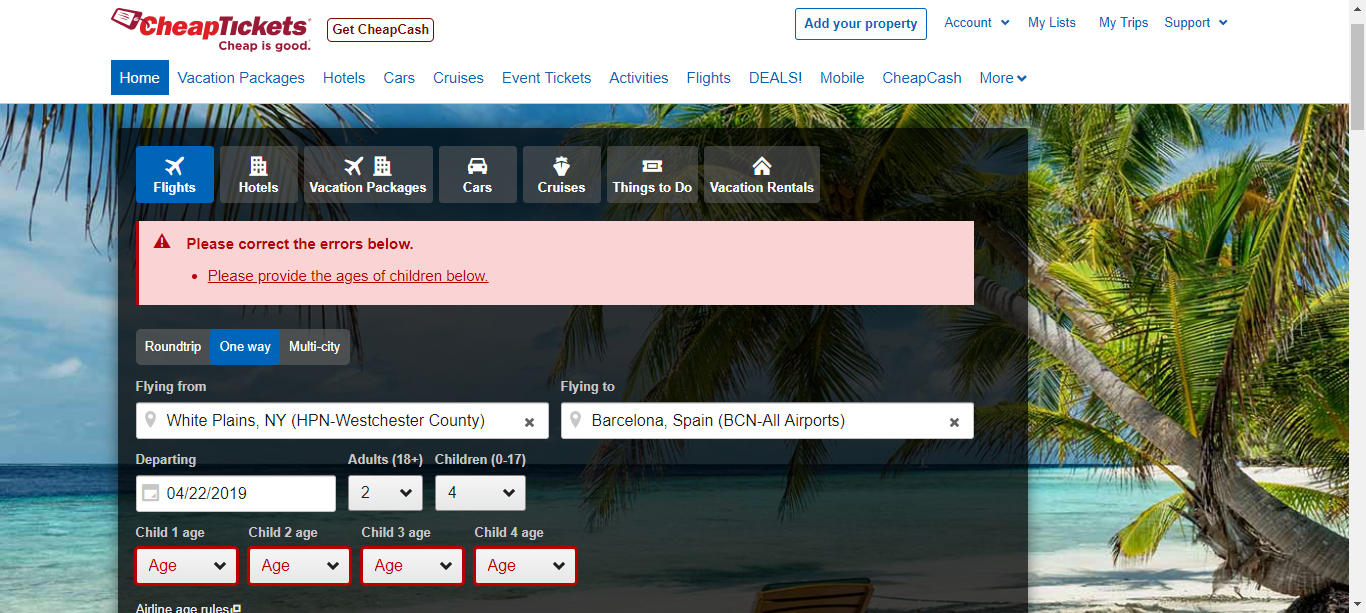 CheapTickets
Cheap is good.
Get CheapCash
Add your property
Account
My Lists
My Trips
Support
Home
Vacation Packages
Hotels
Cars
Cruises
Event Tickets
Activities
Flights
DEALS!
Mobile
CheapCash
More
Flights
Hotels
Vacation Packages
Cars
Cruises
Things to Do
Vacation Rentals
Please correct the errors below.
• Please provide the ages of children below.
Roundtrip
One way
Multi-city
Flying from
Flying to
White Plains, NY (HPN-Westchester County)
Barcelona, Spain (BCN-All Airports)
Departing
Adults (18+)
Children (0-17)
04/22/2019
2
4
Child 1 age
Child 2 age
Child 3 age
Child 4 age
Age
Age
Age
Age
Airline age rules